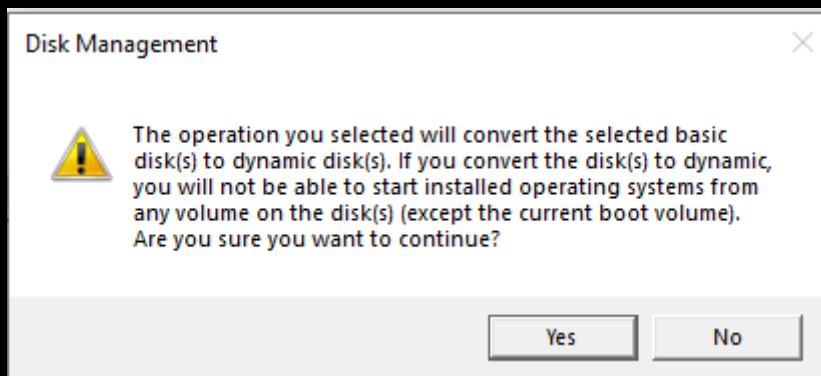 Disk Management
The operation you selected will convert the selected basic
disk(s) to dynamic disk(s). If you convert the disk(s) to dynamic,
you will not be able to start installed operating systems from
any volume on the disk(s) (except the current boot volume).
Are you sure you want to continue?
Yes No